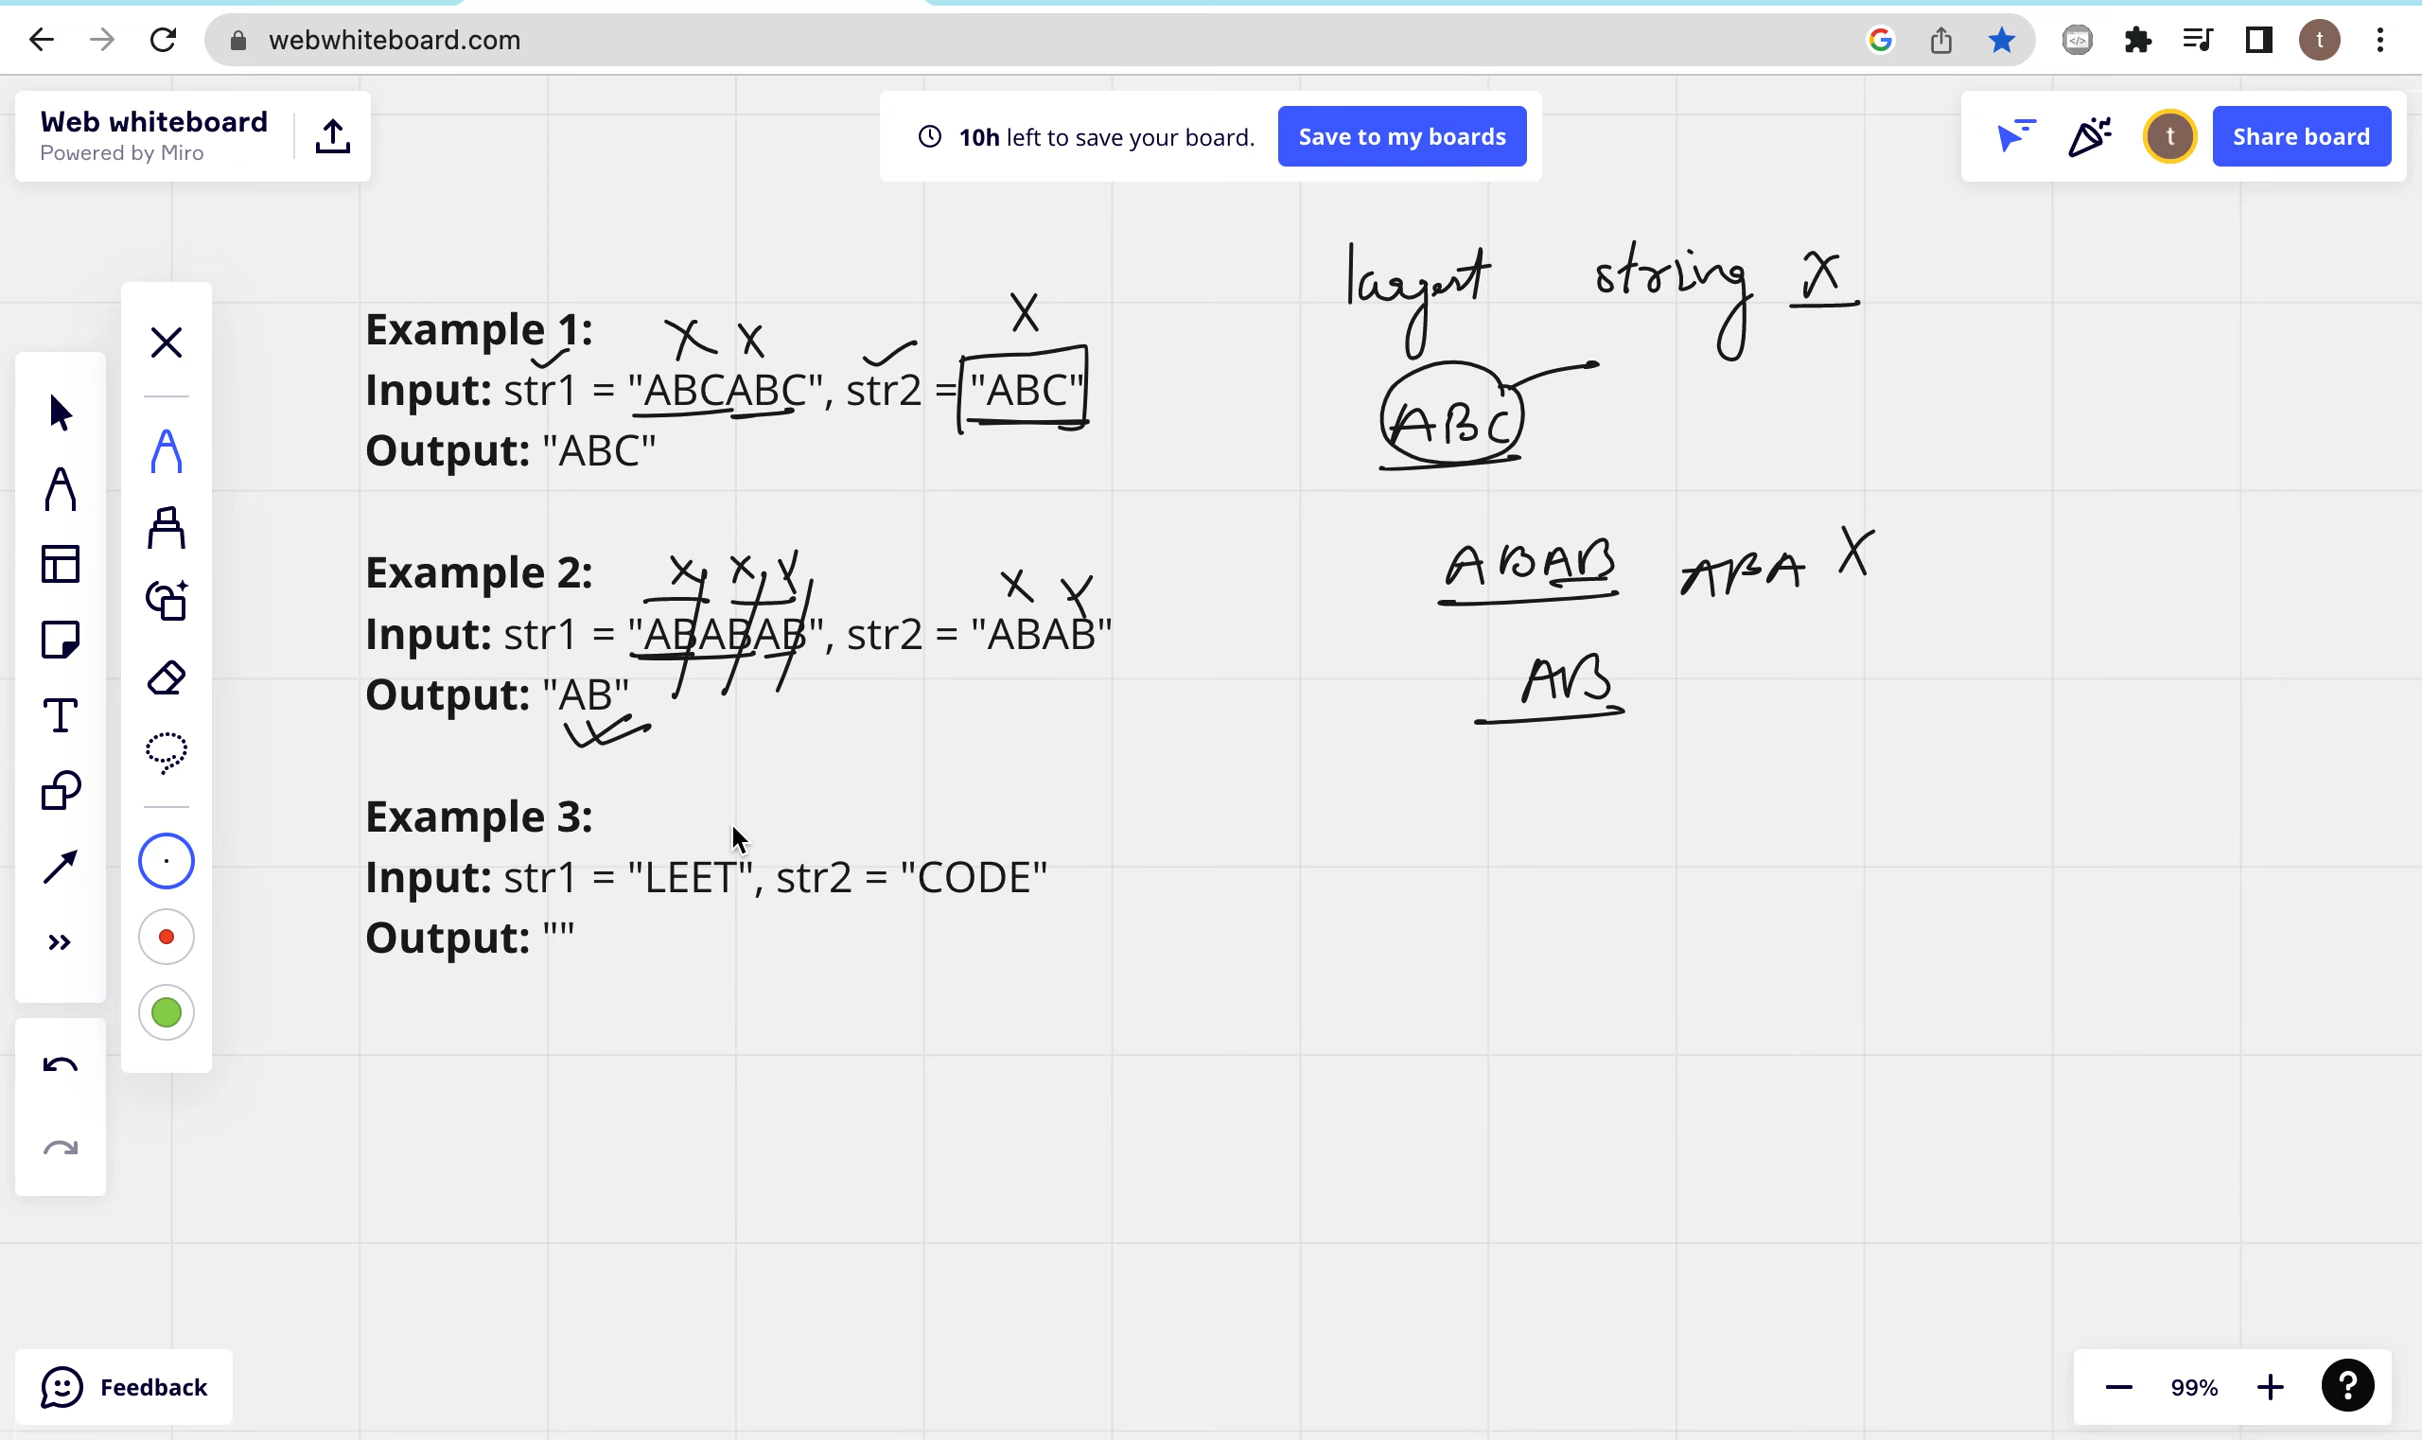 webwhiteboard.com
t
Web whiteboard
Powered by Miro
10h left to save your board.
Save to my boards
t
Share board
largest string x
X
Example 1:
X X
Input: str1 = "ABCABC", str2 = "ABC"
ABC
Output: "ABC"
Example 2:
X X Y
X Y
ABAB ABA X
Input: str1 = "ABABAB", str2 = "ABAB"
Output: "AB"
AB
Example 3:
Input: str1 = "LEET", str2 = "CODE"
Output: ""
T
Feedback
99%
?